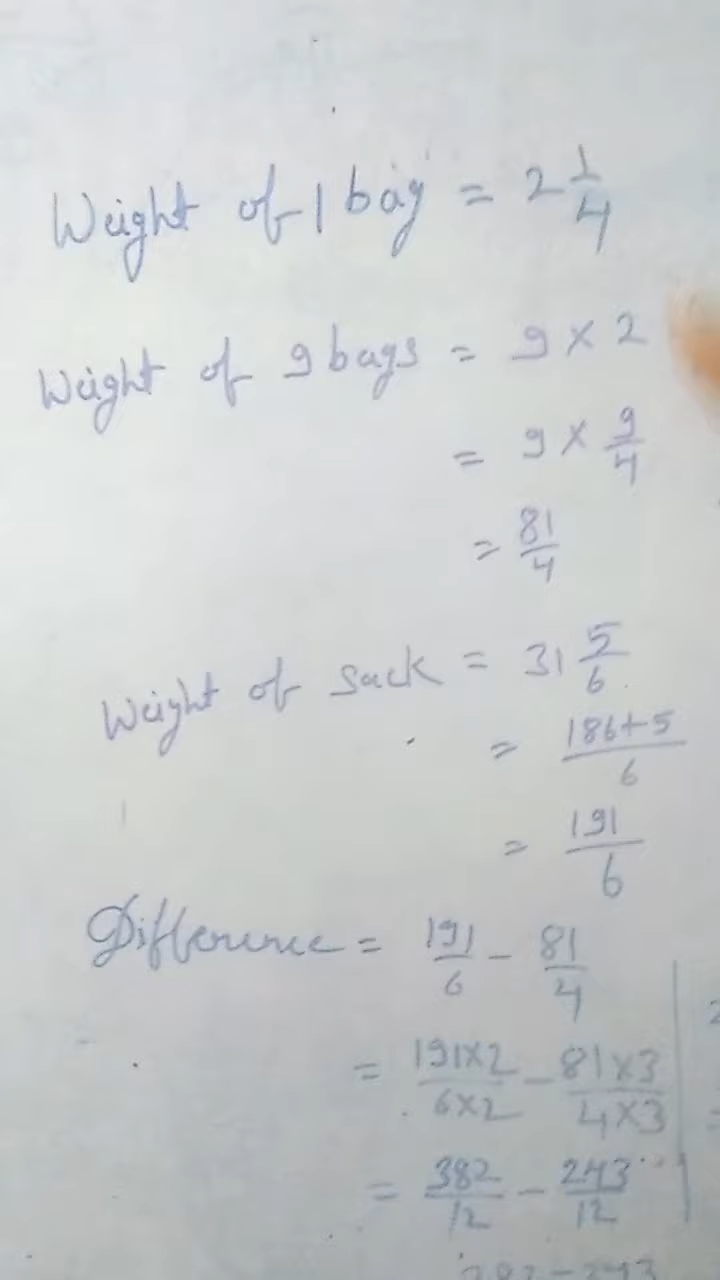 Weight of 1 bag = 2 1/4
Weight of 9 bags = 9 × 2
= 9 × 9/4
= 81/4
Weight of sack = 31 5/6
= 186+5/6
= 191/6
Difference = 191/6 - 81/4
= 191×2/6×2 - 81×3/4×3
= 382/12 - 243/12